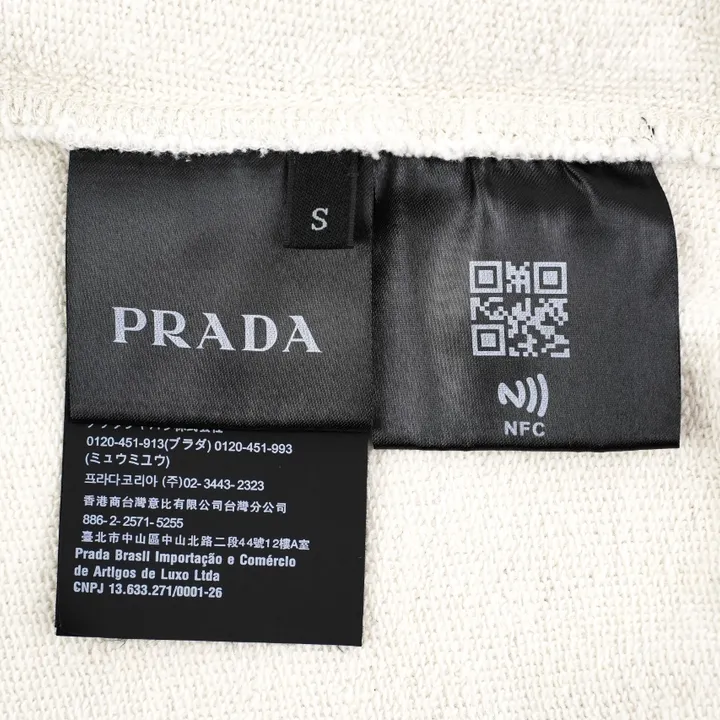 S
PRADA
NFC
0120-451-913(プラダ) 0120-451-993
(ミュウミュウ)
프라다코리아 (주)02- 3443-2323
香港商台灣意比有限公司台灣分公司
886-2-2571-5255
臺北市中山區中山北路二段44號12樓A室
Prada Brasil Importação e Comércio
de Artigos de Luxo Ltda
CNPJ 13.633.271/0001-26